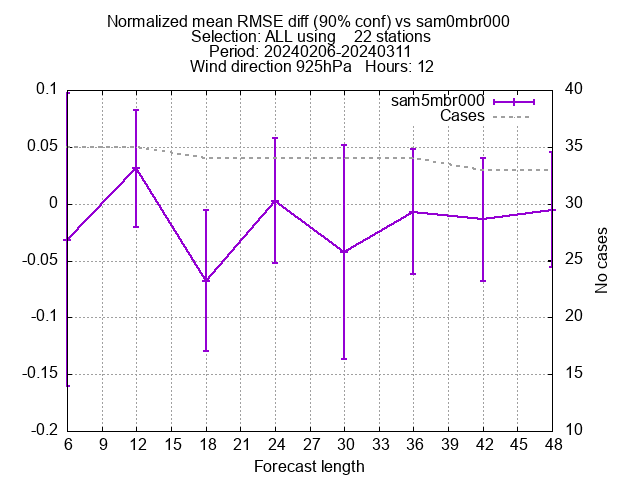 Normalized mean RMSE diff (90% conf) vs sam0mbr000
Selection: ALL using    22 stations
Period: 20240206-20240311
Wind direction 925hPa   Hours: 12
sam5mbr000
Cases
0.1
0.05
0
-0.05
-0.1
-0.15
-0.2
40
35
30
25
20
15
10
No cases
6 9 12 15 18 21 24 27 30 33 36 39 42 45 48
Forecast length